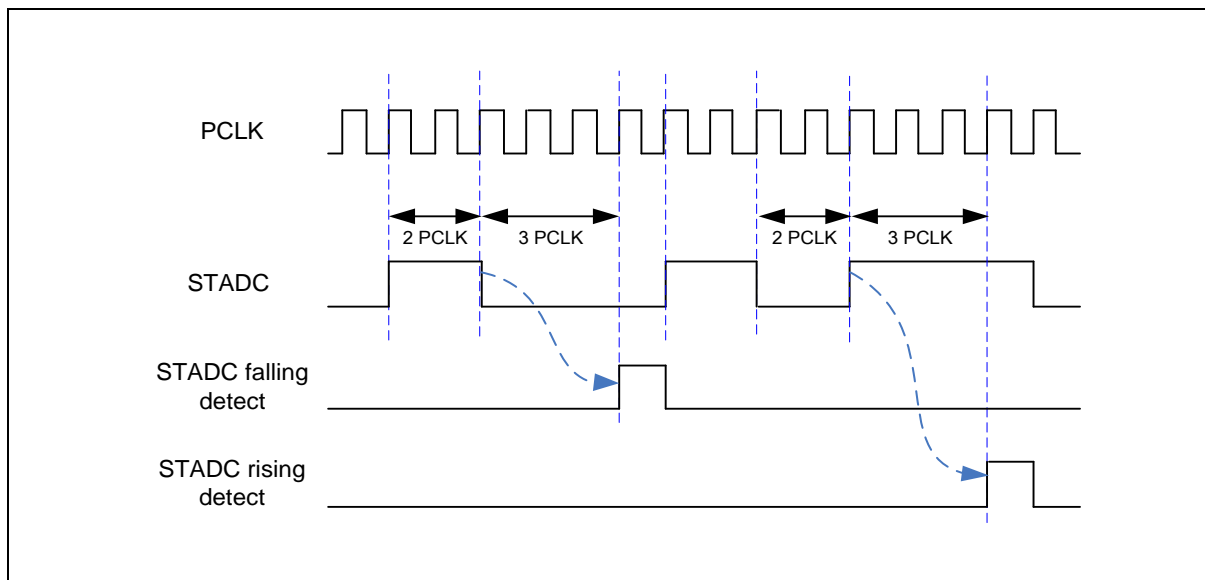 PCLK
2 PCLK
3 PCLK
2 PCLK
3 PCLK
STADC
STADC falling
detect
STADC rising
detect